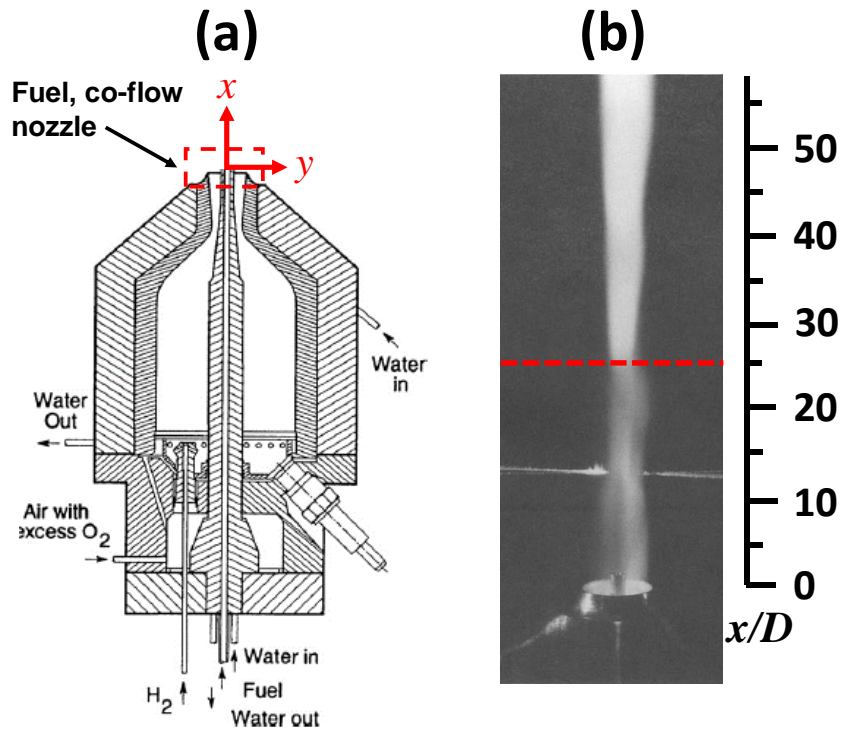 (a)
(b)
Fuel, co-flow
nozzle
x
y
Water
in
Water
Out
Air with
excess O2
H2
Water in
Fuel
Water out
50
40
30
20
10
0
x/D